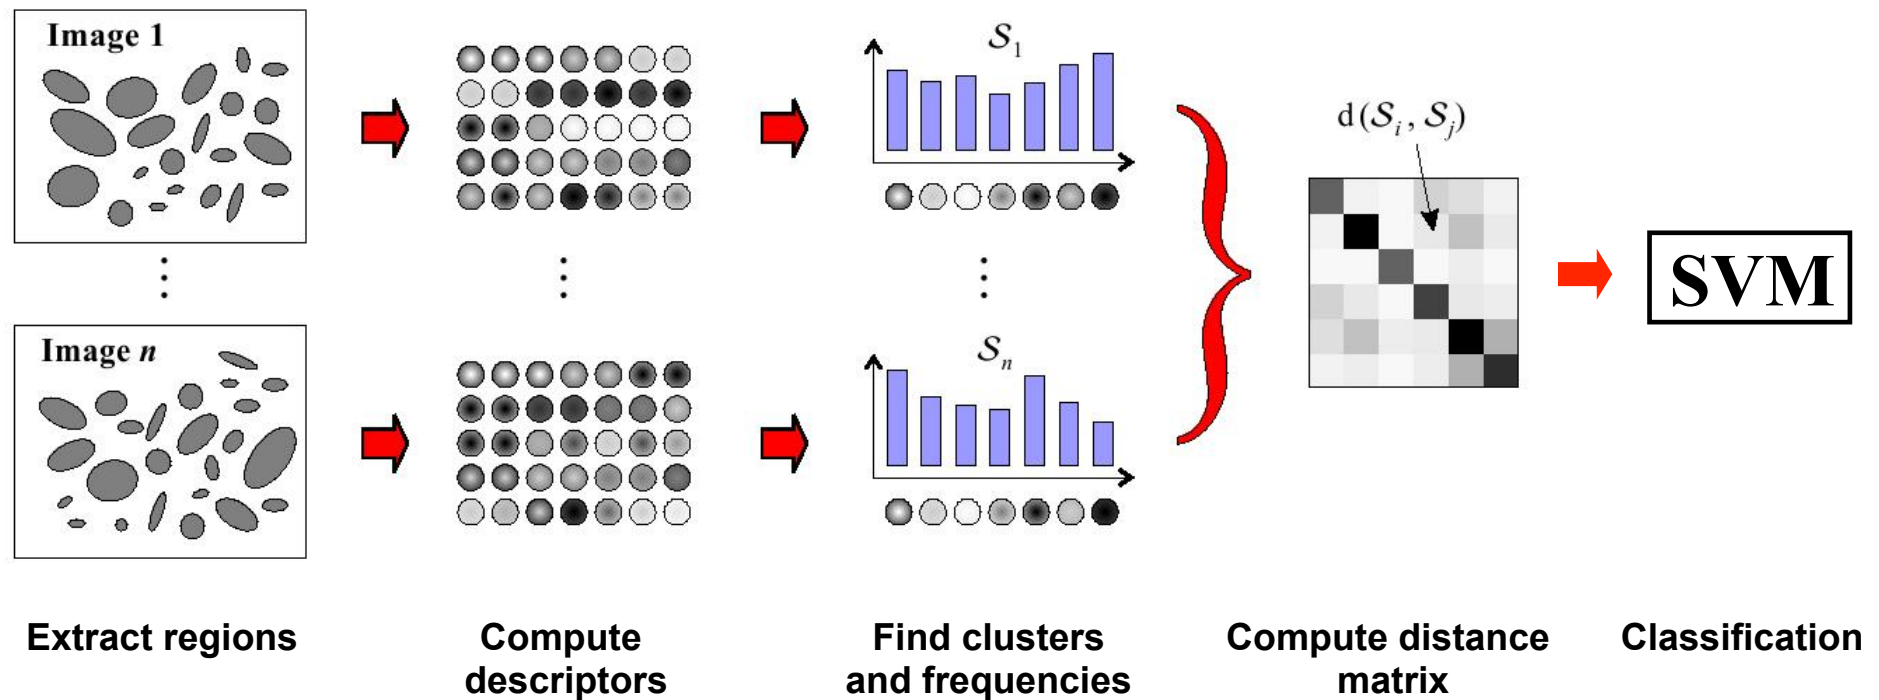 Image 1
S1
d(Si, Sj)
SVM
Image n
Sn
Extract regions
Compute
descriptors
Find clusters
and frequencies
Compute distance
matrix
Classification